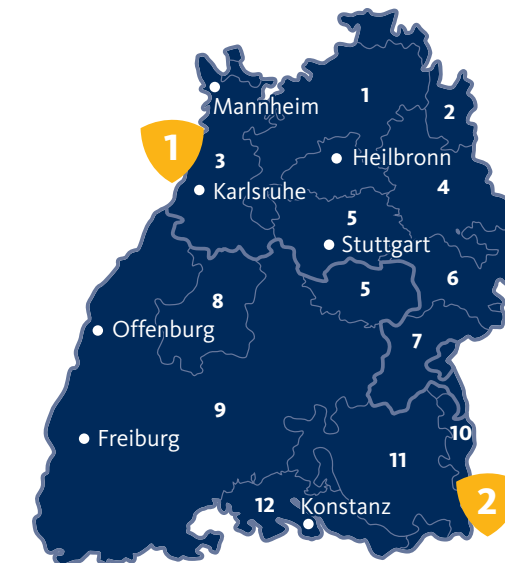 1
Mannheim
2
1
3
Heilbronn
4
Karlsruhe
5
Stuttgart
6
5
8
Offenburg
7
9
Freiburg
10
11
2
12
Konstanz